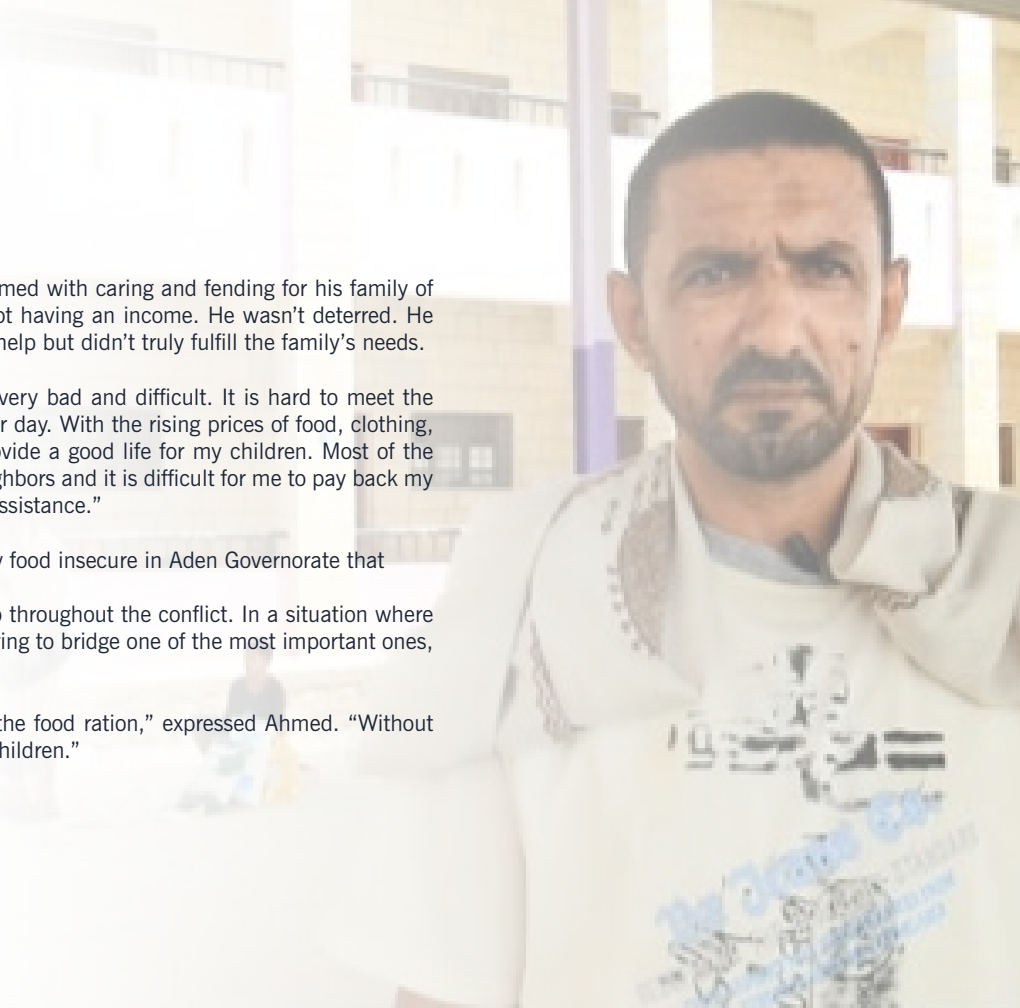 med with caring and fending for his family of
ot having an income. He wasn’t deterred. He
help but didn’t truly fulfill the family’s needs.
very bad and difficult. It is hard to meet the
r day. With the rising prices of food, clothing,
ovide a good life for my children. Most of the
ghbors and it is difficult for me to pay back my
ssistance.”
y food insecure in Aden Governorate that
o throughout the conflict. In a situation where
ing to bridge one of the most important ones,
the food ration,” expressed Ahmed. “Without
hildren.”